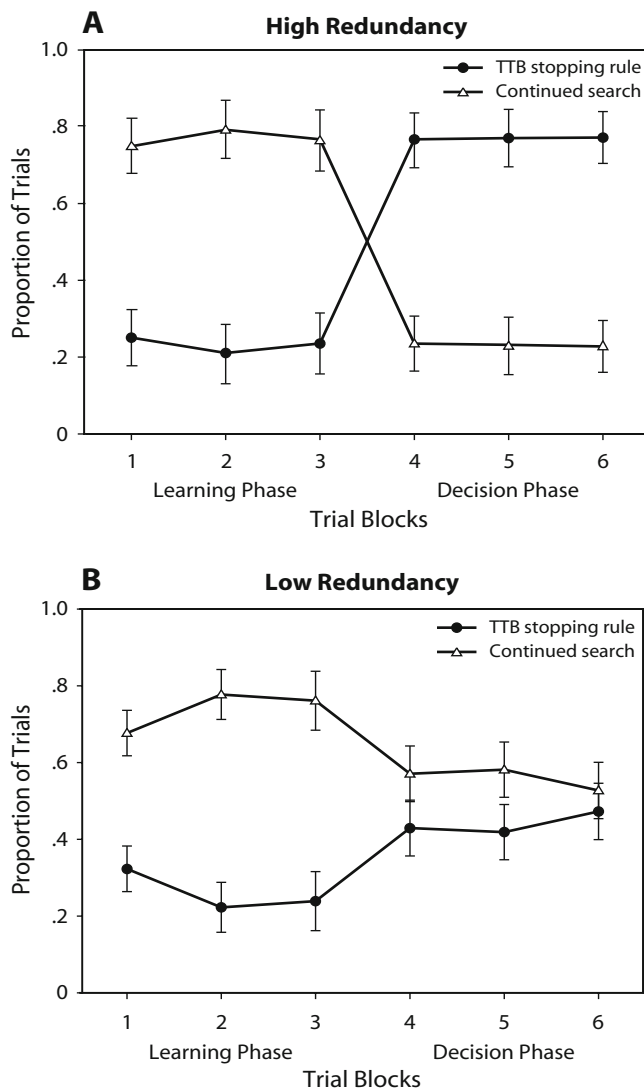 A
High Redundancy
1.0
.8
.6
.4
.2
0
Proportion of Trials
TTB stopping rule
Continued search
1 2 3 4 5 6
Learning Phase Decision Phase
Trial Blocks
B
Low Redundancy
1.0
.8
.6
.4
.2
0
Proportion of Trials
TTB stopping rule
Continued search
1 2 3 4 5 6
Learning Phase Decision Phase
Trial Blocks